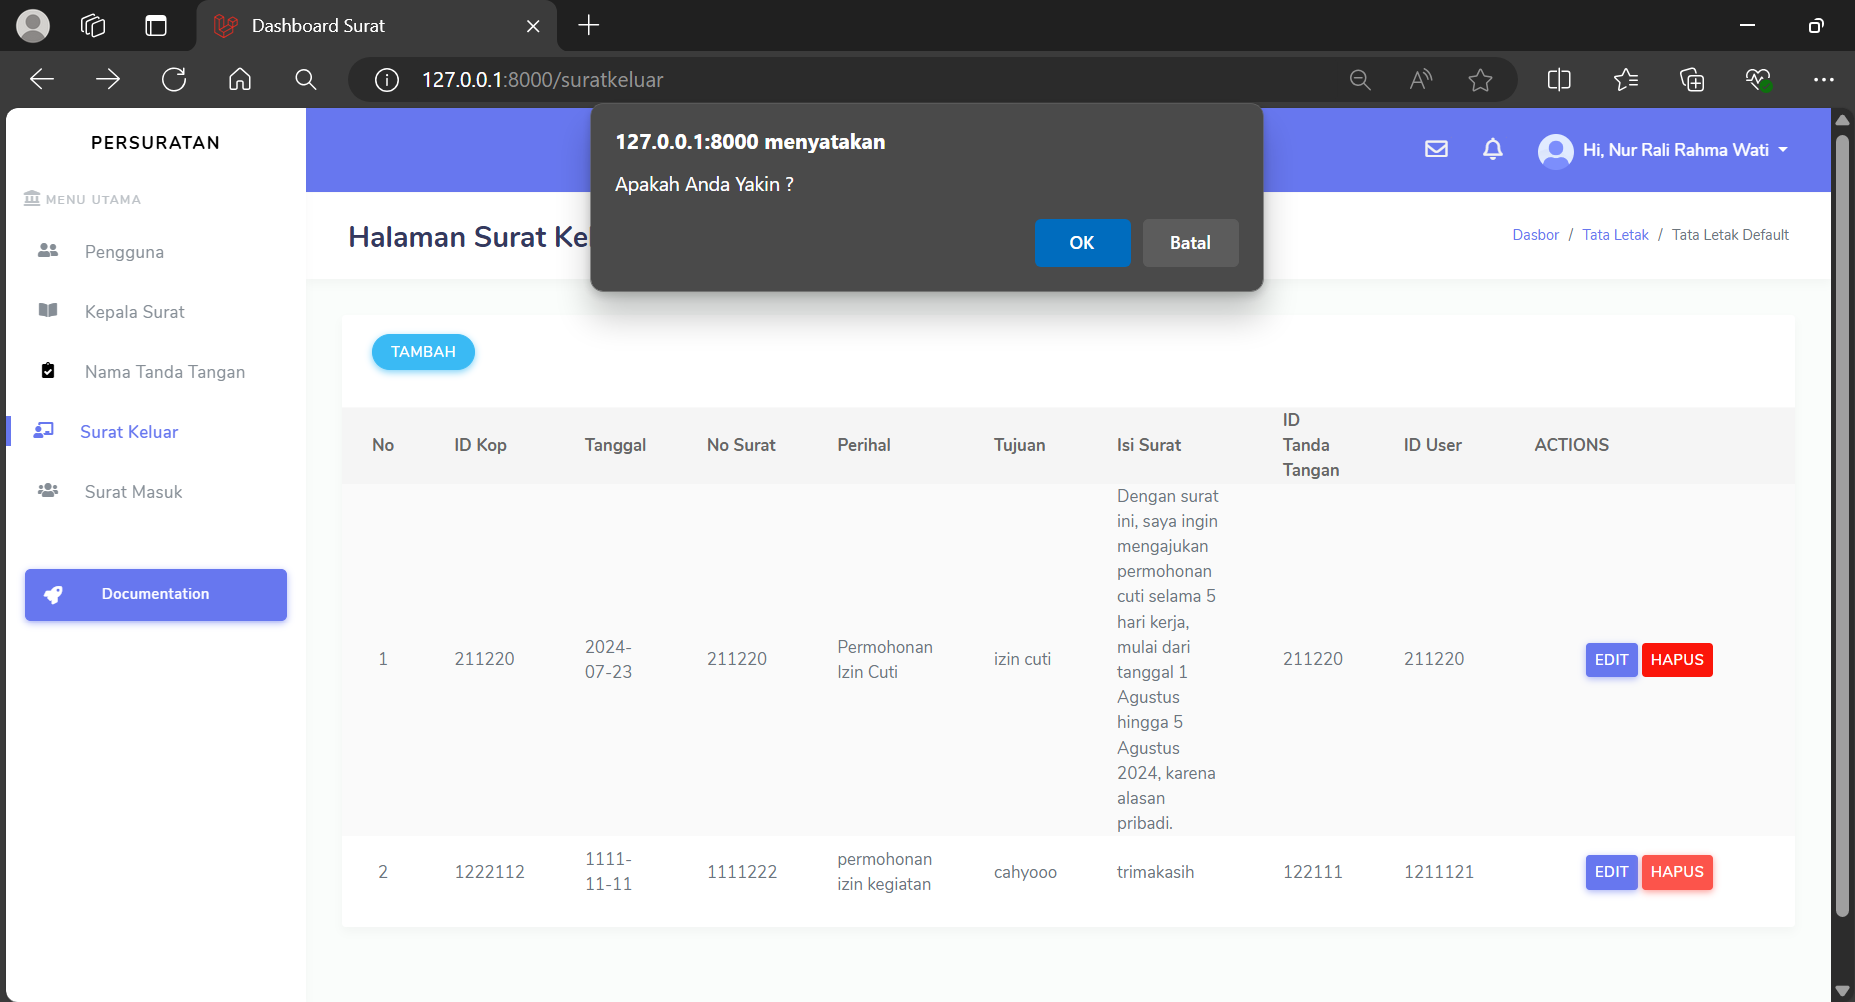 Dashboard Surat
127.0.0.1:8000/suratkeluar
127.0.0.1:8000 menyatakan
Apakah Anda Yakin ?
OK
Batal
PERSURATAN
MENU UTAMA
Pengguna
Kepala Surat
Nama Tanda Tangan
Surat Keluar
Surat Masuk
Documentation
Hi, Nur Rali Rahma Wati
Halaman Surat Kel
Dasbor / Tata Letak / Tata Letak Default
TAMBAH
No
ID Kop
Tanggal
No Surat
Perihal
Tujuan
Isi Surat
ID
Tanda
Tangan
ID User
ACTIONS
1
211220
2024-
07-23
211220
Permohonan
Izin Cuti
izin cuti
Dengan surat
ini, saya ingin
mengajukan
permohonan
cuti selama 5
hari kerja,
mulai dari
tanggal 1
Agustus
hingga 5
Agustus
2024, karena
alasan
pribadi.
211220
211220
EDIT
HAPUS
2
1222112
1111-
11-11
1111222
permohonan
izin kegiatan
cahyooo
trimakasih
122111
1211121
EDIT
HAPUS